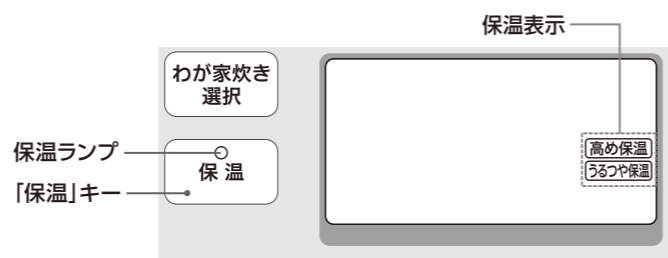 保温表示
わが家炊き
選択
保温ランプ
保 温
「保温」キー
高め保温
うるつや保温